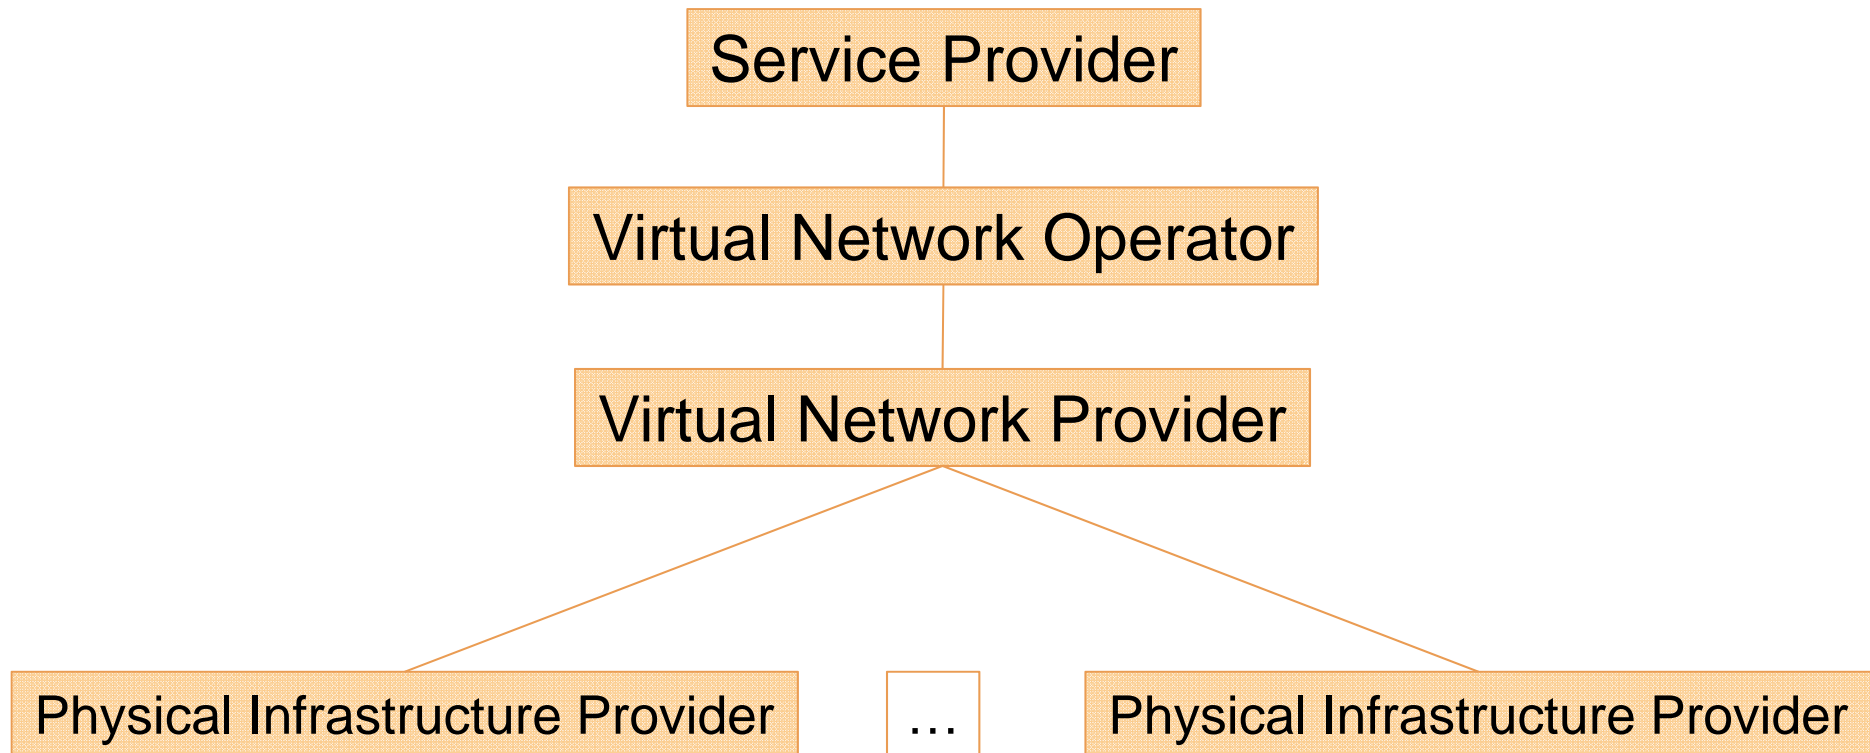 Service Provider
Virtual Network Operator
Virtual Network Provider
Physical Infrastructure Provider
...
Physical Infrastructure Provider